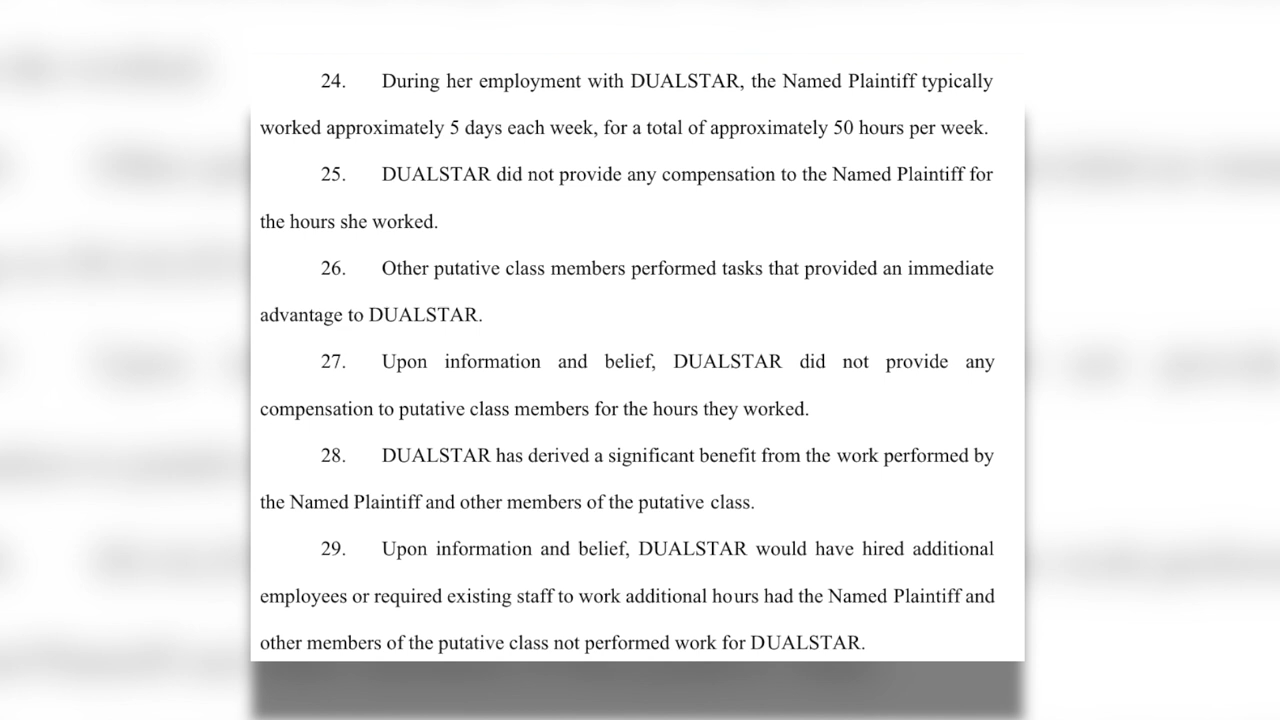 24. During her employment with DUALSTAR, the Named Plaintiff typically
worked approximately 5 days each week, for a total of approximately 50 hours per week.
25. DUALSTAR did not provide any compensation to the Named Plaintiff for
the hours she worked.
26. Other putative class members performed tasks that provided an immediate
advantage to DUALSTAR.
27. Upon information and belief, DUALSTAR did not provide any
compensation to putative class members for the hours they worked.
28. DUALSTAR has derived a significant benefit from the work performed by
the Named Plaintiff and other members of the putative class.
29. Upon information and belief, DUALSTAR would have hired additional
employees or required existing staff to work additional hours had the Named Plaintiff and
other members of the putative class not performed work for DUALSTAR.